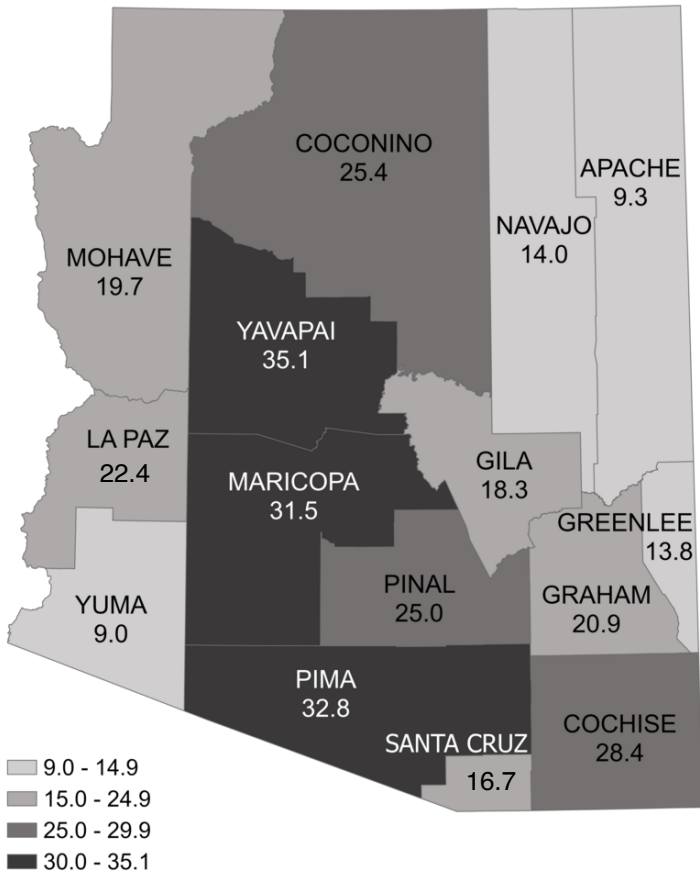 COCONINO
25.4
APACHE
9.3
NAVAJO
14.0
MOHAVE
19.7
YAVAPAI
35.1
LA PAZ
22.4
MARICOPA
31.5
GILA
18.3
GREENLEE
13.8
YUMA
9.0
PINAL
25.0
GRAHAM
20.9
PIMA
32.8
SANTA CRUZ
16.7
COCHISE
28.4
9.0 - 14.9
15.0 - 24.9
25.0 - 29.9
30.0 - 35.1